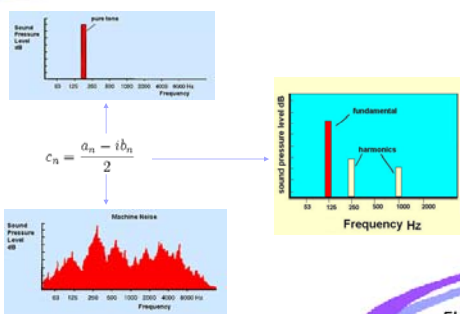 pure tone
Sound
Pressure
Level
dB
63 125 250 500 1000 2000 4000 8000 Hz
Frequency
c_n = \frac{a_n - ib_n}{2}
sound pressure level dB
fundamental
harmonics
53 125 250 500 1000 2000
Frequency Hz
Machine Noise
Sound
Pressure
Level
dB
63 125 250 500 1000 2000 4000 8000 Hz
Frequency